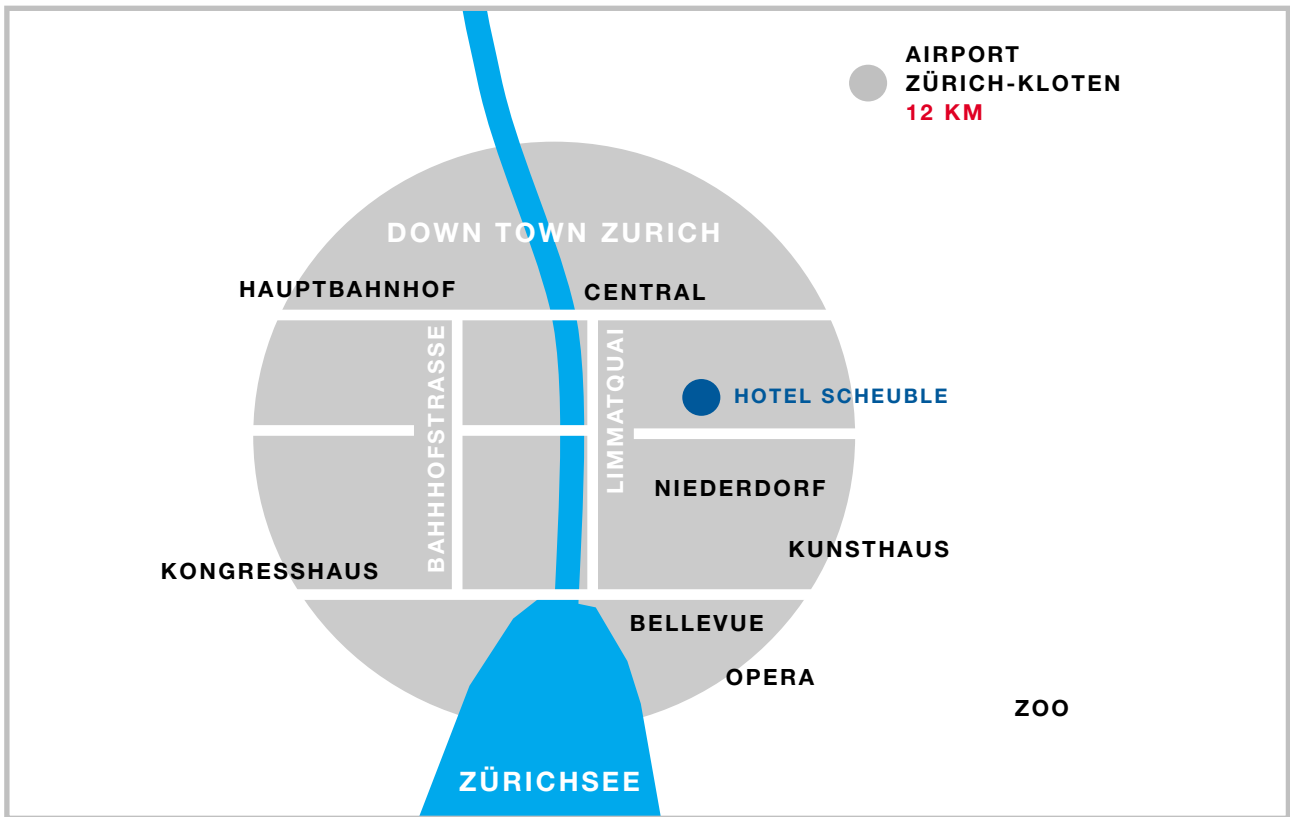 AIRPORT
ZÜRICH-KLOTEN
12 KM
DOWN TOWN ZURICH
HAUPTBAHNHOF
CENTRAL
BAHHHOFSTRASSE
LIMMATQUAI
HOTEL SCHEUBLE
NIEDERDORF
KUNSTHAUS
KONGRESSHAUS
BELLEVUE
OPERA
ZOO
ZÜRICHSEE